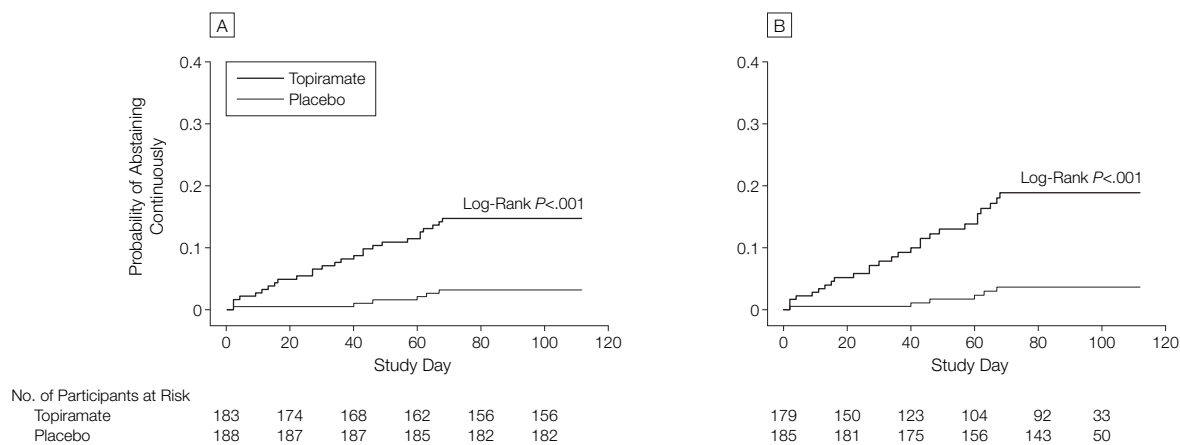 A
B
0.4
0.3
0.2
0.1
0
Probability of Abstaining
Continuously
Topiramate
Placebo
Log-Rank P<.001
0 20 40 60 80 100 120
Study Day
0.4
0.3
0.2
0.1
0
Log-Rank P<.001
0 20 40 60 80 100 120
Study Day
No. of Participants at Risk
Topiramate 183 174 168 162 156 156 179 150 123 104 92 33
Placebo 188 187 187 185 182 182 185 181 175 156 143 50